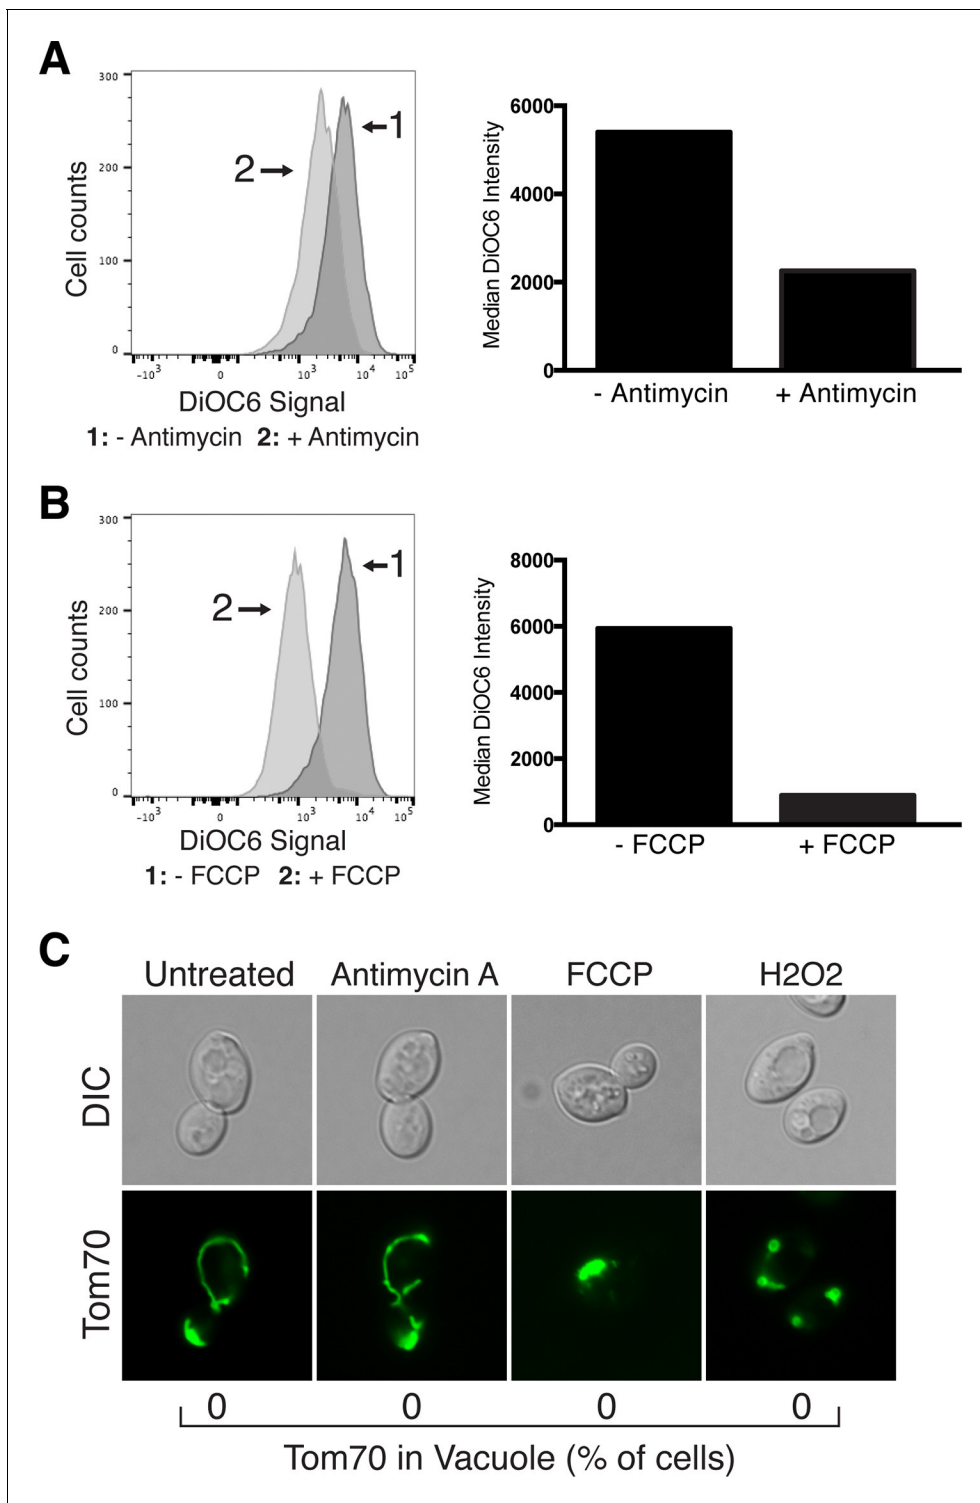 A
Cell counts
300
200
100
0
2
1
-10³ 0 10³ 10⁴ 10⁵
DiOC6 Signal
1: - Antimycin 2: + Antimycin
Median DiOC6 Intensity
6000
4000
2000
0
- Antimycin + Antimycin
B
Cell counts
300
200
100
0
2
1
-10³ 0 10³ 10⁴ 10⁵
DiOC6 Signal
1: - FCCP 2: + FCCP
Median DiOC6 Intensity
8000
6000
4000
2000
0
- FCCP + FCCP
C
Untreated Antimycin A FCCP H2O2
DIC
Tom70
0 0 0 0
Tom70 in Vacuole (% of cells)